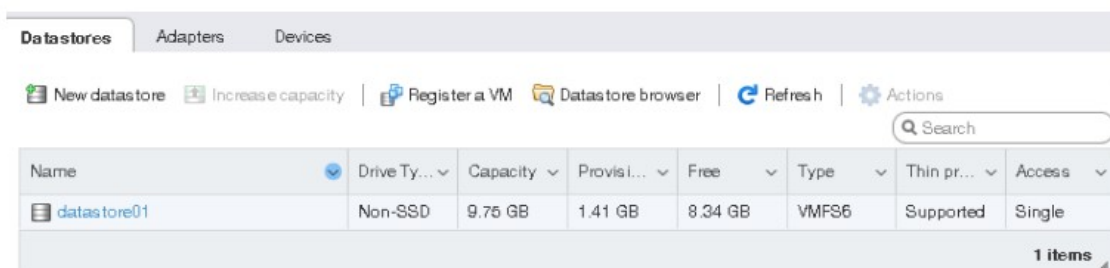 Datastores Adapters Devices
New datastore Increase capacity Register a VM Datastore browser Refresh Actions
Search
Name Drive Ty... Capacity Provisi... Free Type Thin pr... Access
datastore01 Non-SSD 9.75 GB 1.41 GB 8.34 GB VMFS6 Supported Single
1 items